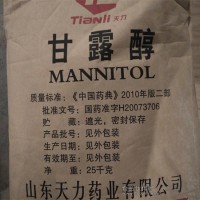 Tianli 天力
甘露醇
MANNITOL
质量标准：《中国药典》2010年版二部
批准文号：国药准字H20073706
贮　　藏：遮光，密封保存
产品批号：见外包装
生产日期：见外包装
有效期至：见外包装
净　　重：25千克
山东天力药业有限公司